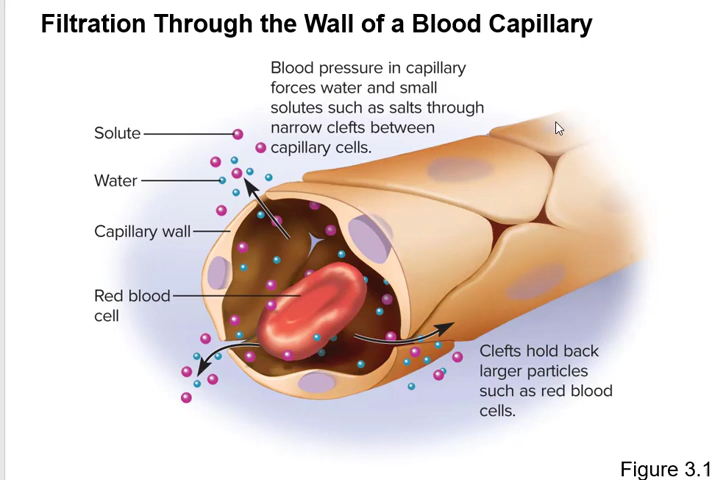 Filtration Through the Wall of a Blood Capillary
Blood pressure in capillary
forces water and small
solutes such as salts through
narrow clefts between
capillary cells.
Solute
Water
Capillary wall
Red blood
cell
Clefts hold back
larger particles
such as red blood
cells.
Figure 3.1